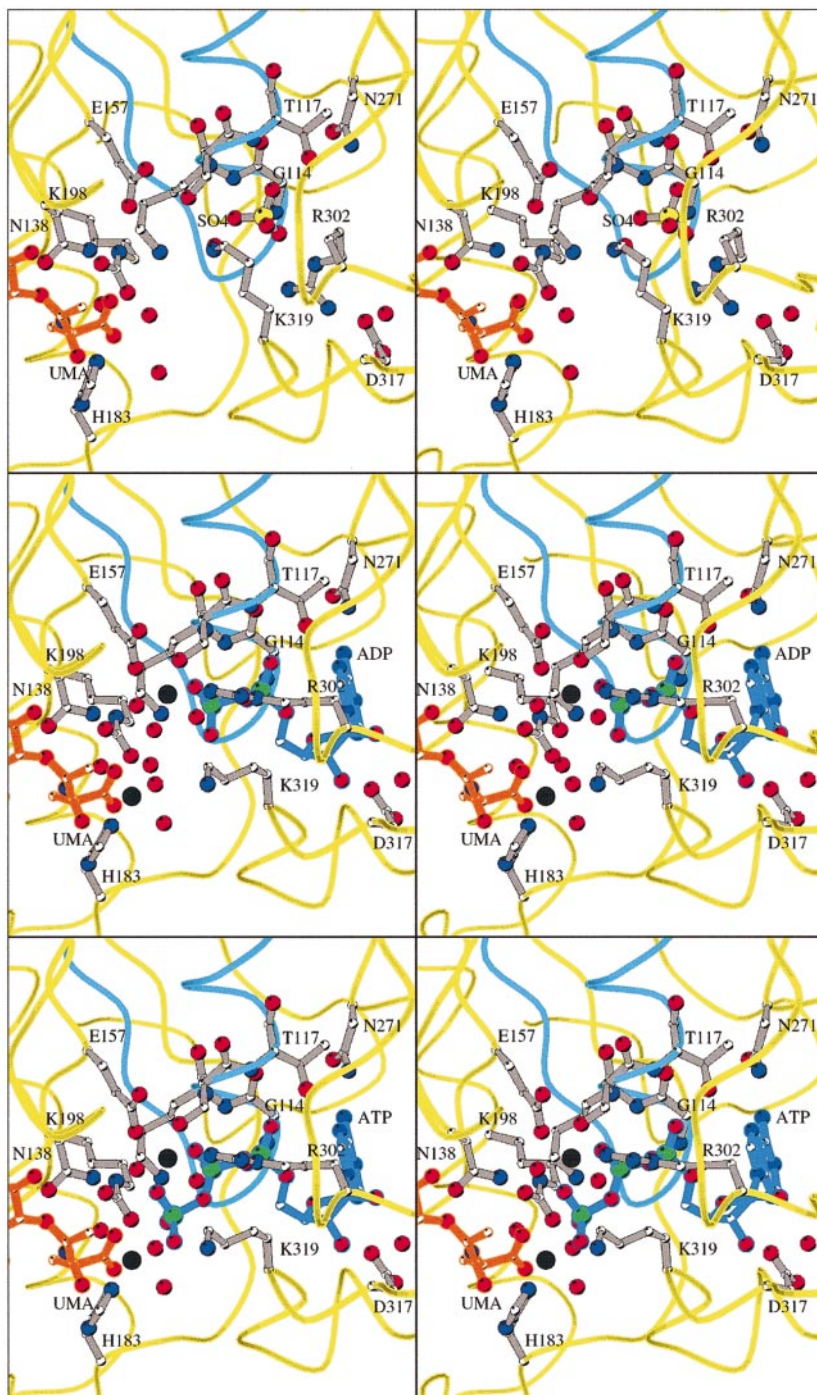 T117 N271 T117 N271
E157 E157
G114 G114
K198 K198
SO4 R302 SO4 R302
N138 N138
K319 K319
UMA D317 UMA D317
H183 H183
T117 N271 T117 N271
E157 E157
G114 ADP G114 ADP
K198 K198
N138 R302 N138 R302
K319 K319
UMA D317 UMA D317
H183 H183
T117 N271 T117 N271
E157 E157
G114 ATP G114 ATP
K198 K198
N138 R302 N138 R302
K319 K319
UMA D317 UMA D317
H183 H183